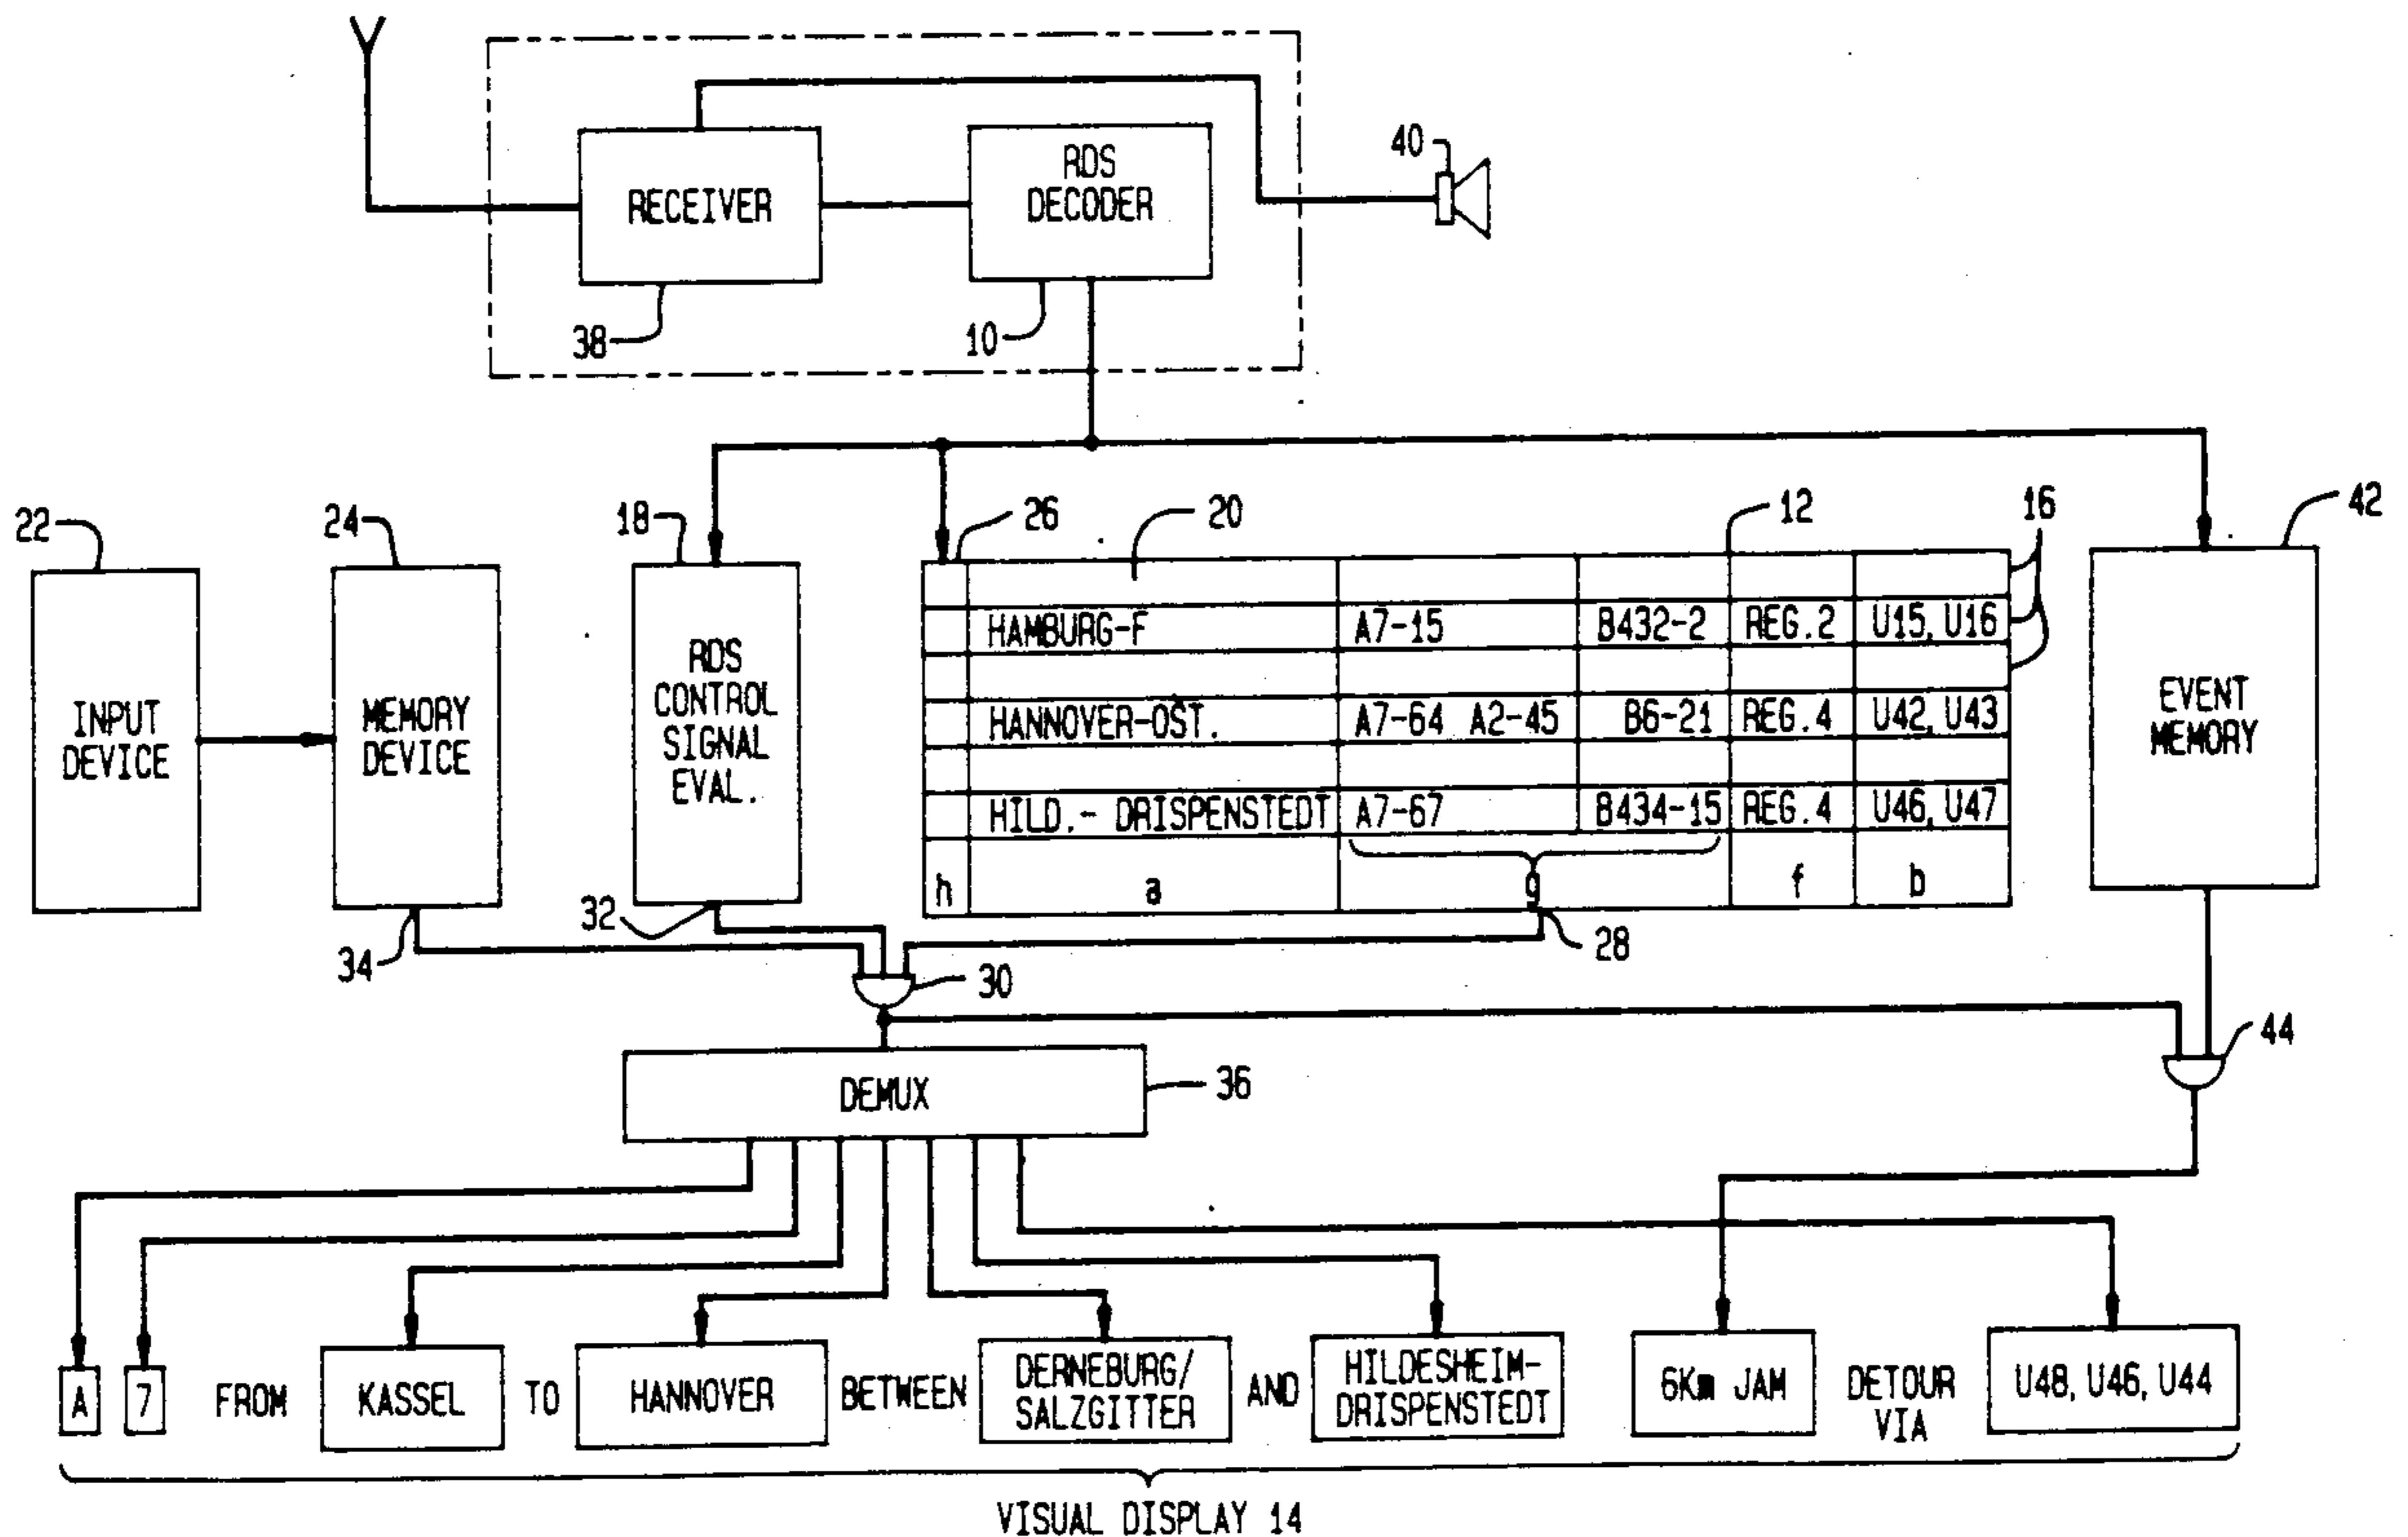 40
RDS
DECODER
RECEIVER
38
10
22
24
18
26
20
12
16
42
INPUT
DEVICE
MEMORY
DEVICE
RDS
CONTROL
SIGNAL
EVAL.
HAMBURG-F A7-15 B432-2 REG.2 U15, U16
HANNOVER-OST. A7-64 A2-45 B6-21 REG.4 U42, U43
HILD.- DRISPENSTEDT A7-67 B434-15 REG.4 U46, U47
h a g f b
EVENT
MEMORY
34
32
28
30
44
DEMUX
36
A 7 FROM KASSEL TO HANNOVER BETWEEN
DERNEBURG/
SALZGITTER
AND
HILDESHEIM-
DRISPENSTEDT
6Km JAM
DETOUR
VIA
U48, U46, U44
VISUAL DISPLAY 14